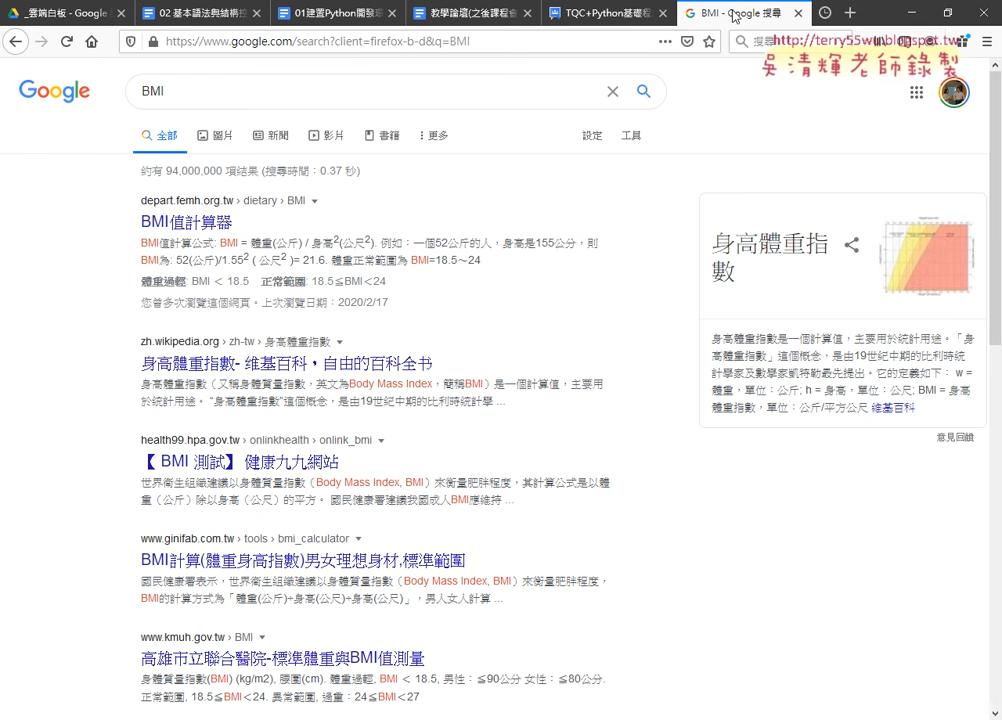 _雲端白板 - Google
02 基本語法與結構控
01建置Python開發環
教學論壇(之後課程會
TQC+Python基礎程
BMI - Google 搜尋
https://www.google.com/search?client=firefox-b-d&q=BMI
搜尋
http://terry55wu.blogspot.tw
吳清輝老師錄製
Google
BMI
全部
圖片
新聞
影片
書籍
更多
設定
工具
約有 94,000,000 項結果 (搜尋時間：0.37 秒)
depart.femh.org.tw › dietary › BMI
BMI值計算器
BMI值計算公式: BMI = 體重(公斤) / 身高2(公尺2). 例如：一個52公斤的人，身高是155公分，則
BMI為: 52(公斤)/1.552 ( 公尺2 )= 21.6. 體重正常範圍為 BMI=18.5～24
體重過輕: BMI ＜ 18.5 正常範圍: 18.5≦BMI<24
您曾多次瀏覽這個網頁。上次瀏覽日期：2020/2/17
zh.wikipedia.org › zh-tw › 身高體重指數
身高體重指數- 维基百科，自由的百科全书
身高體重指數（又稱身體質量指數，英文為Body Mass Index，簡稱BMI）是一個計算值，主要用
於統計用途。 “身高體重指數”這個概念，是由19世紀中期的比利時統計學 ...
health99.hpa.gov.tw › onlinkhealth › onlink_bmi
【 BMI 測試】 健康九九網站
世界衛生組織建議以身體質量指數（Body Mass Index, BMI）來衡量肥胖程度，其計算公式是以體
重（公斤）除以身高（公尺）的平方。 國民健康署建議我國成人BMI應維持 ...
www.ginifab.com.tw › tools › bmi_calculator
BMI計算(體重身高指數)男女理想身材,標準範圍
國民健康署表示，世界衛生組織建議以身體質量指數（Body Mass Index, BMI）來衡量肥胖程度，
BMI的計算方式為「體重(公斤)÷身高(公尺)÷身高(公尺)」，男人女人計算 ...
www.kmuh.gov.tw › BMI
高雄市立聯合醫院-標準體重與BMI值測量
身體質量指數(BMI) (kg/m2), 腰圍(cm). 體重過輕, BMI ＜ 18.5, 男性：≦90公分 女性：≦80公分.
正常範圍, 18.5≦BMI<24. 異常範圍, 過重：24≦BMI<27
身高體重指
數
身高體重指數是一個計算值，主要用於統計用途。「身
高體重指數」這個概念，是由19世紀中期的比利時統
計學家及數學家凱特勒最先提出。它的定義如下： w =
體重，單位：公斤; h = 身高，單位：公尺; BMI = 身高
體重指數，單位：公斤/平方公尺 維基百科
意見回饋